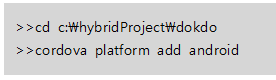 >>cd c:₩hybridProject₩dokdo
>>cordova platform add android